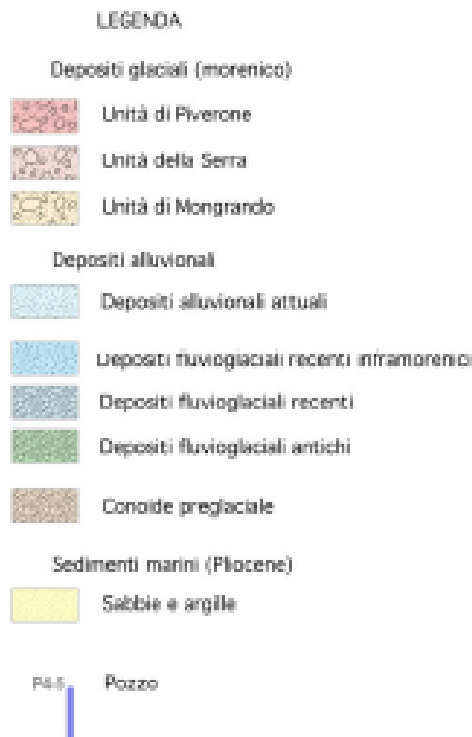 LEGENDA
Depositi glaciali (morenico)
Unità di Piverone
Unità della Serra
Unità di Mongrando
Depositi alluvionali
Depositi alluvionali attuali
Depositi fluvioglaciali recenti inframorenici
Depositi fluvioglaciali recenti
Depositi fluvioglaciali antichi
Conoide preglaciale
Sedimenti marini (Pliocene)
Sabbie e argille
Pozzo